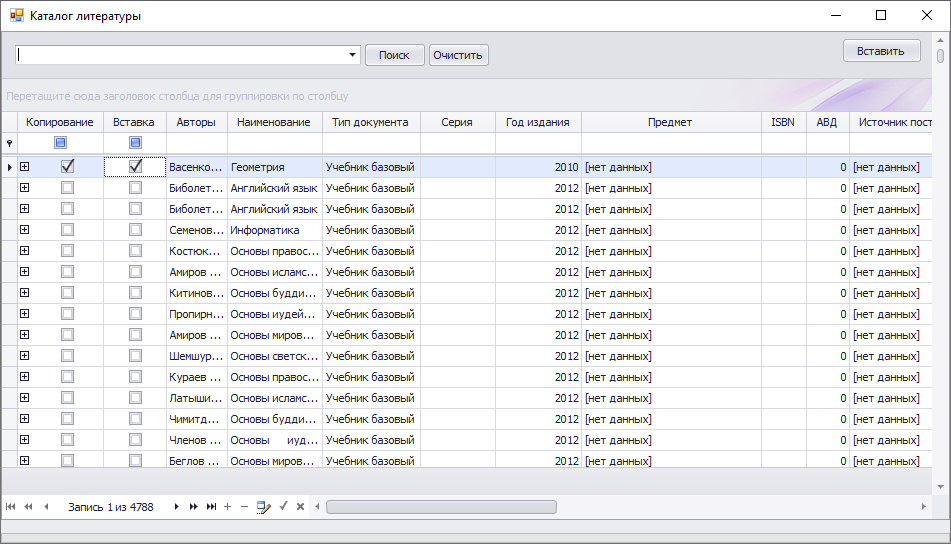 Каталог литературы
Поиск Очистить Вставить
Перетащите сюда заголовок столбца для группировки по столбцу
Копирование Вставка Авторы Наименование Тип документа Серия Год издания Предмет ISBN АВД Источник пост
Васенко... Геометрия Учебник базовый 2010 [нет данных] 0 [нет данных]
Биболет... Английский язык Учебник базовый 2012 [нет данных] 0 [нет данных]
Биболет... Английский язык Учебник базовый 2012 [нет данных] 0 [нет данных]
Семенов... Информатика Учебник базовый 2012 [нет данных] 0 [нет данных]
Костюк... Основы правос... Учебник базовый 2012 [нет данных] 0 [нет данных]
Амиров ... Основы исламс... Учебник базовый 2012 [нет данных] 0 [нет данных]
Китинов... Основы будди... Учебник базовый 2012 [нет данных] 0 [нет данных]
Пропирн... Основы иудей... Учебник базовый 2012 [нет данных] 0 [нет данных]
Амиров ... Основы миров... Учебник базовый 2012 [нет данных] 0 [нет данных]
Шемшур... Основы светск... Учебник базовый 2012 [нет данных] 0 [нет данных]
Кураев ... Основы правос... Учебник базовый 2012 [нет данных] 0 [нет данных]
Латыши... Основы исламс... Учебник базовый 2012 [нет данных] 0 [нет данных]
Чимитд... Основы будди... Учебник базовый 2012 [нет данных] 0 [нет данных]
Членов ... Основы иуд... Учебник базовый 2012 [нет данных] 0 [нет данных]
Беглов ... Основы миров... Учебник базовый 2012 [нет данных] 0 [нет данных]
Запись 1 из 4788